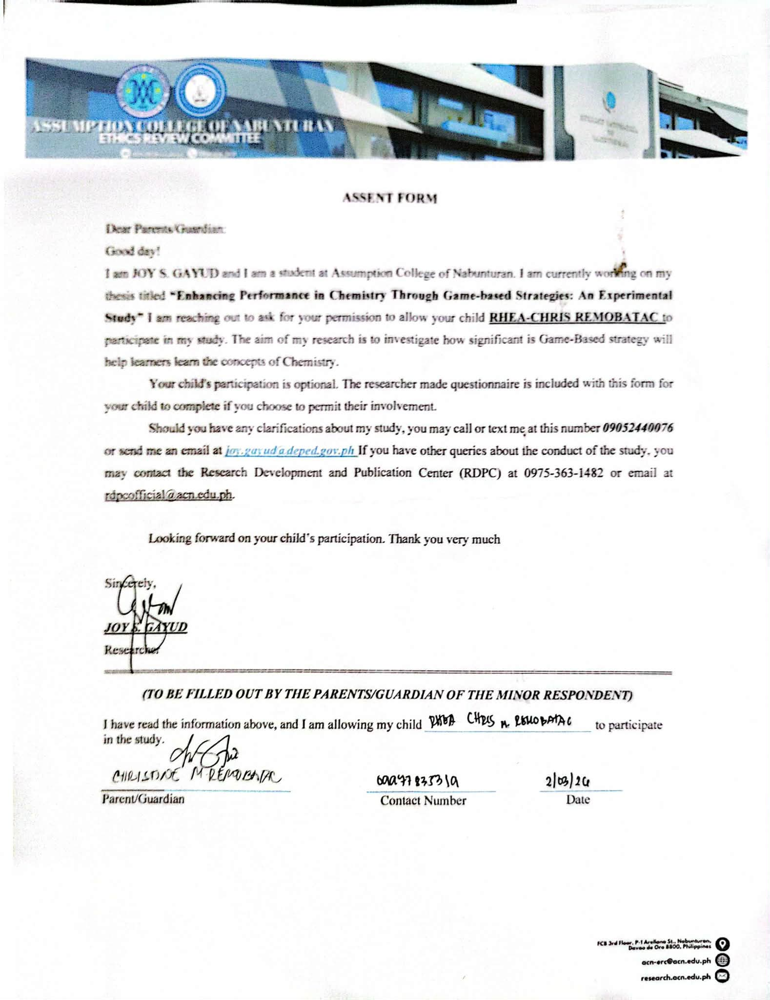 ASSUMPTION COLLEGE OF NABUNTURAN
ETHICS REVIEW COMMITTEE
ASSENT FORM
Dear Parents/Guardian:
Good day!
I am JOY S. GAYUD and I am a student at Assumption College of Nabunturan. I am currently working on my
thesis titled "Enhancing Performance in Chemistry Through Game-based Strategies: An Experimental
Study" I am reaching out to ask for your permission to allow your child RHEA-CHRIS REMOBATAC to
participate in my study. The aim of my research is to investigate how significant is Game-Based strategy will
help learners learn the concepts of Chemistry.
Your child's participation is optional. The researcher made questionnaire is included with this form for
your child to complete if you choose to permit their involvement.
Should you have any clarifications about my study, you may call or text me at this number 09052440076
or send me an email at joy.gayud@deped.gov.ph If you have other queries about the conduct of the study, you
may contact the Research Development and Publication Center (RDPC) at 0975-363-1482 or email at
rdpcofficial@acn.edu.ph.
Looking forward on your child's participation. Thank you very much
Sincerely,
JOY S. GAYUD
Researcher
(TO BE FILLED OUT BY THE PARENTS/GUARDIAN OF THE MINOR RESPONDENT)
I have read the information above, and I am allowing my child RHEA CHRIS M. REMOBATAC to participate
in the study.
CHRISTINE M REMOBATAC 09977835319 2/03/26
Parent/Guardian Contact Number Date
FCB 3rd Floor, P-1 Arellano St., Nabunturan,
Davao de Oro 8800, Philippines
acn-erc@acn.edu.ph
research.acn.edu.ph